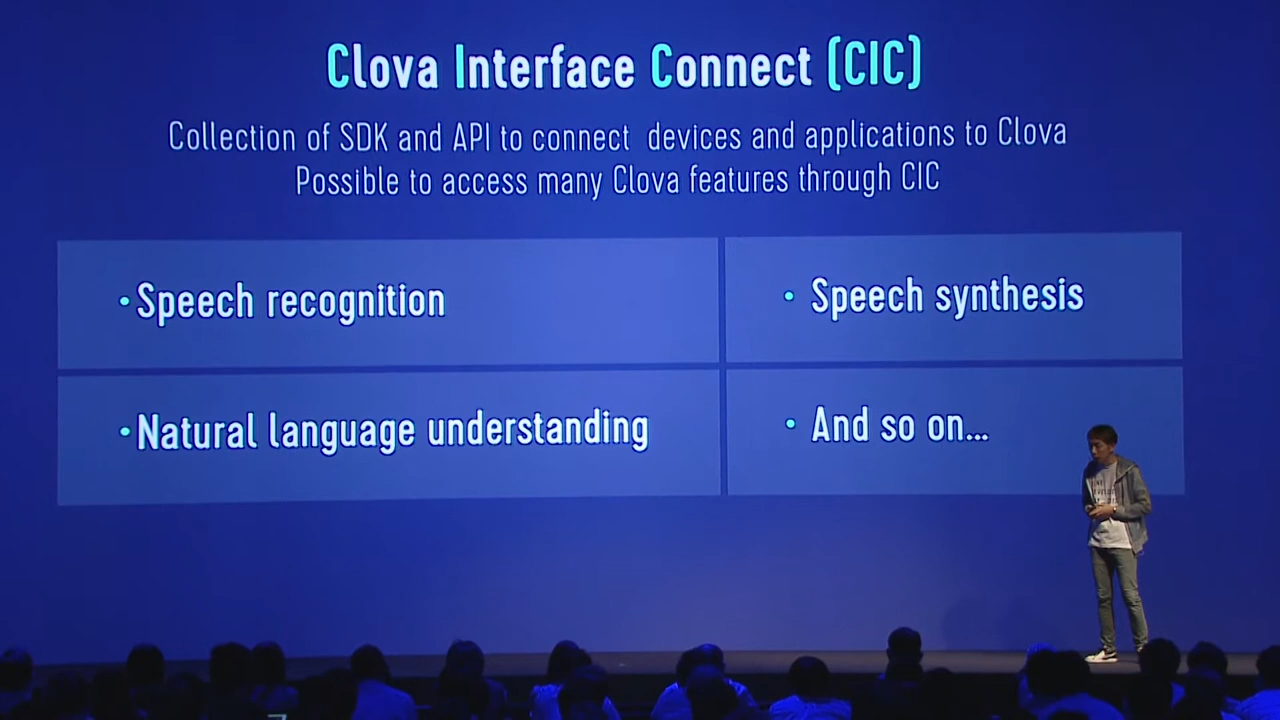 Clova Interface Connect (CIC)
Collection of SDK and API to connect devices and applications to Clova
Possible to access many Clova features through CIC
• Speech recognition
• Speech synthesis
• Natural language understanding
• And so on...